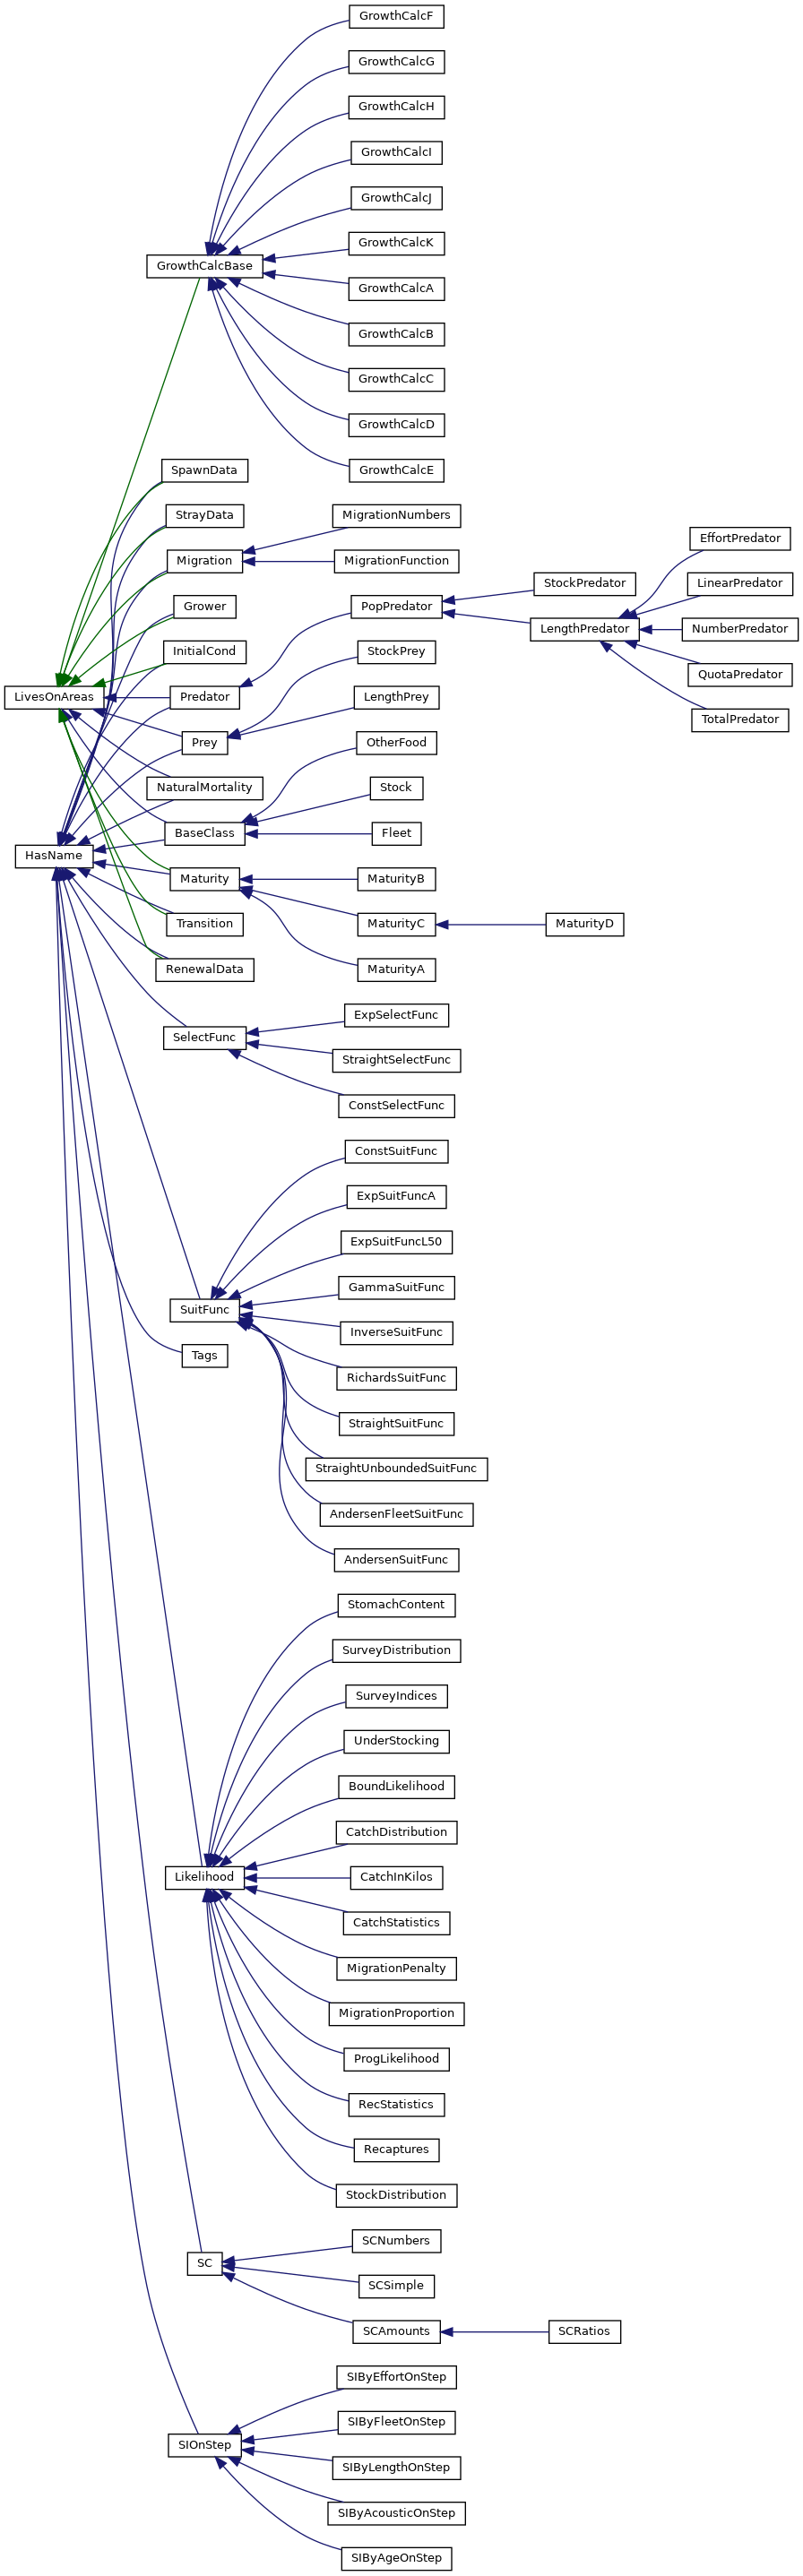 GrowthCalcF
GrowthCalcG
GrowthCalcH
GrowthCalcI
GrowthCalcJ
GrowthCalcK
GrowthCalcBase
GrowthCalcA
GrowthCalcB
GrowthCalcC
GrowthCalcD
GrowthCalcE
SpawnData
StrayData
MigrationNumbers
EffortPredator
Migration
MigrationFunction
StockPredator
LinearPredator
Grower
PopPredator
LengthPredator
NumberPredator
InitialCond
StockPrey
QuotaPredator
LivesOnAreas
Predator
LengthPrey
TotalPredator
Prey
OtherFood
NaturalMortality
Stock
BaseClass
Fleet
HasName
Maturity
MaturityB
Transition
MaturityC
MaturityD
RenewalData
MaturityA
ExpSelectFunc
SelectFunc
StraightSelectFunc
ConstSelectFunc
ConstSuitFunc
ExpSuitFuncA
ExpSuitFuncL50
GammaSuitFunc
SuitFunc
InverseSuitFunc
Tags
RichardsSuitFunc
StraightSuitFunc
StraightUnboundedSuitFunc
AndersenFleetSuitFunc
AndersenSuitFunc
StomachContent
SurveyDistribution
SurveyIndices
UnderStocking
BoundLikelihood
CatchDistribution
Likelihood
CatchInKilos
CatchStatistics
MigrationPenalty
MigrationProportion
ProgLikelihood
RecStatistics
Recaptures
StockDistribution
SCNumbers
SC
SCSimple
SCAmounts
SCRatios
SIByEffortOnStep
SIByFleetOnStep
SIOnStep
SIByLengthOnStep
SIByAcousticOnStep
SIByAgeOnStep